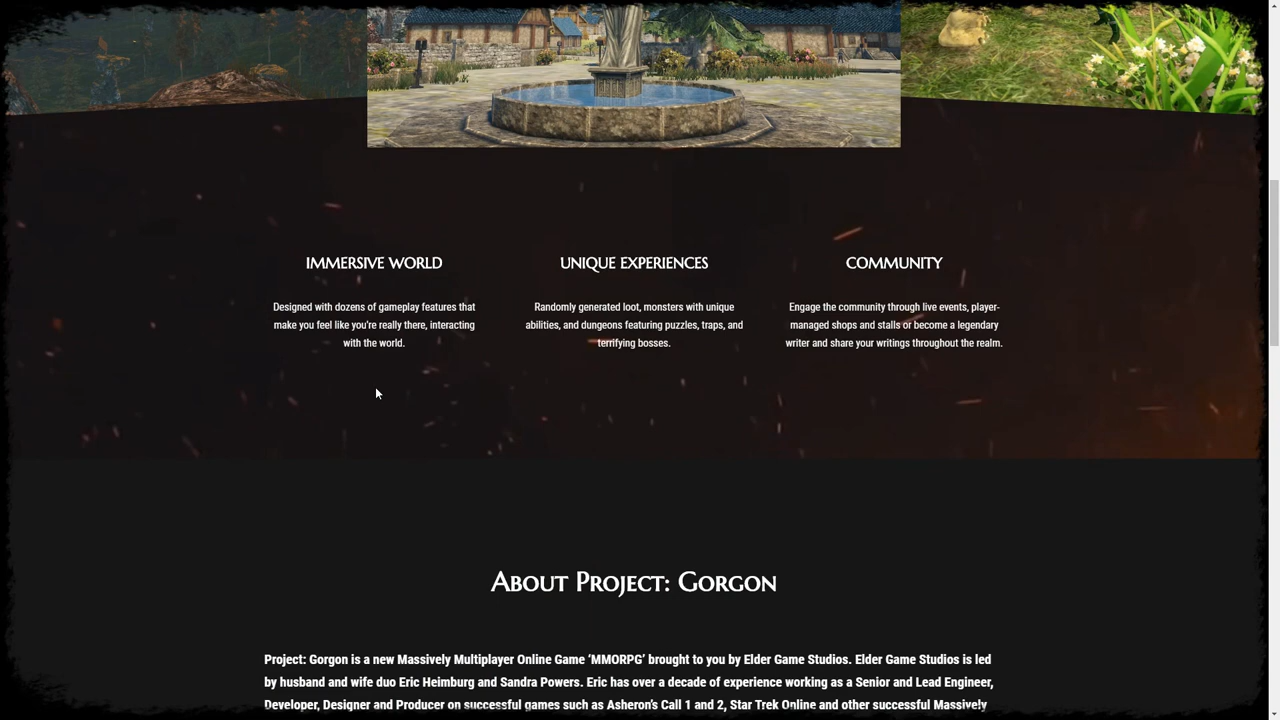 IMMERSIVE WORLD
Designed with dozens of gameplay features that
make you feel like you're really there, interacting
with the world.
UNIQUE EXPERIENCES
Randomly generated loot, monsters with unique
abilities, and dungeons featuring puzzles, traps, and
terrifying bosses.
COMMUNITY
Engage the community through live events, player-
managed shops and stalls or become a legendary
writer and share your writings throughout the realm.
About Project: Gorgon
Project: Gorgon is a new Massively Multiplayer Online Game ‘MMORPG’ brought to you by Elder Game Studios. Elder Game Studios is led
by husband and wife duo Eric Heimburg and Sandra Powers. Eric has over a decade of experience working as a Senior and Lead Engineer,
Developer, Designer and Producer on successful games such as Asheron’s Call 1 and 2, Star Trek Online and other successful Massively